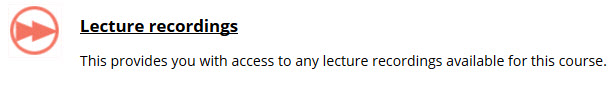 Lecture recordings
This provides you with access to any lecture recordings available for this course.